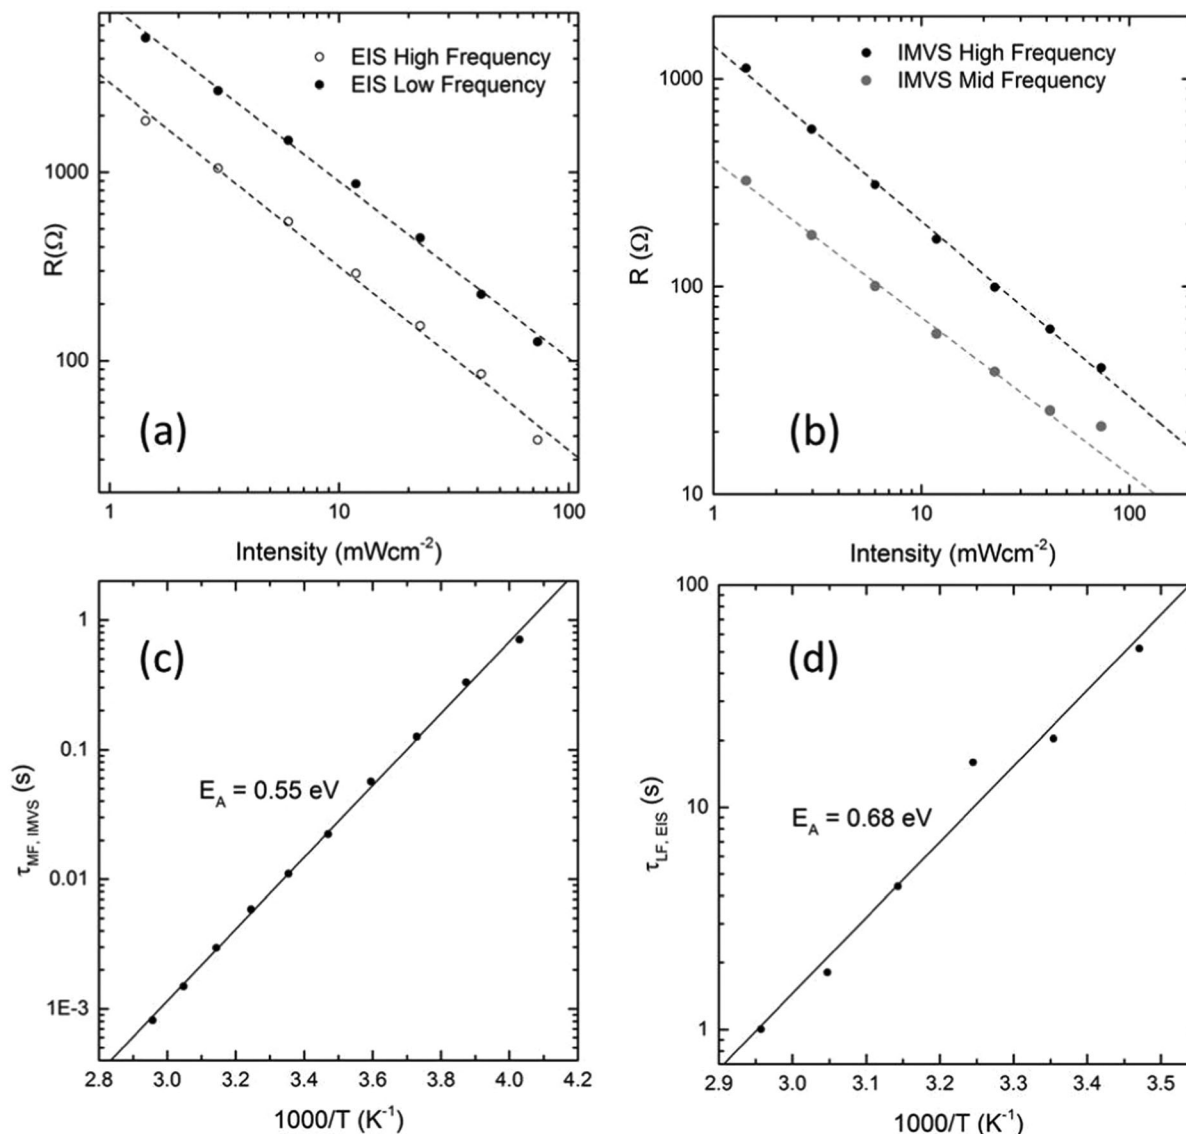 EIS High Frequency
EIS Low Frequency
1000
100
R(Ω)
(a)
1
10
100
Intensity (mWcm-2)
IMVS High Frequency
IMVS Mid Frequency
1000
100
10
R (Ω)
(b)
1
10
100
Intensity (mWcm-2)
(c)
1
0.1
0.01
1E-3
τMF, IMVS (s)
EA = 0.55 eV
2.8 3.0 3.2 3.4 3.6 3.8 4.0 4.2
1000/T (K-1)
(d)
100
10
1
τLF, EIS (s)
EA = 0.68 eV
2.9 3.0 3.1 3.2 3.3 3.4 3.5
1000/T (K-1)